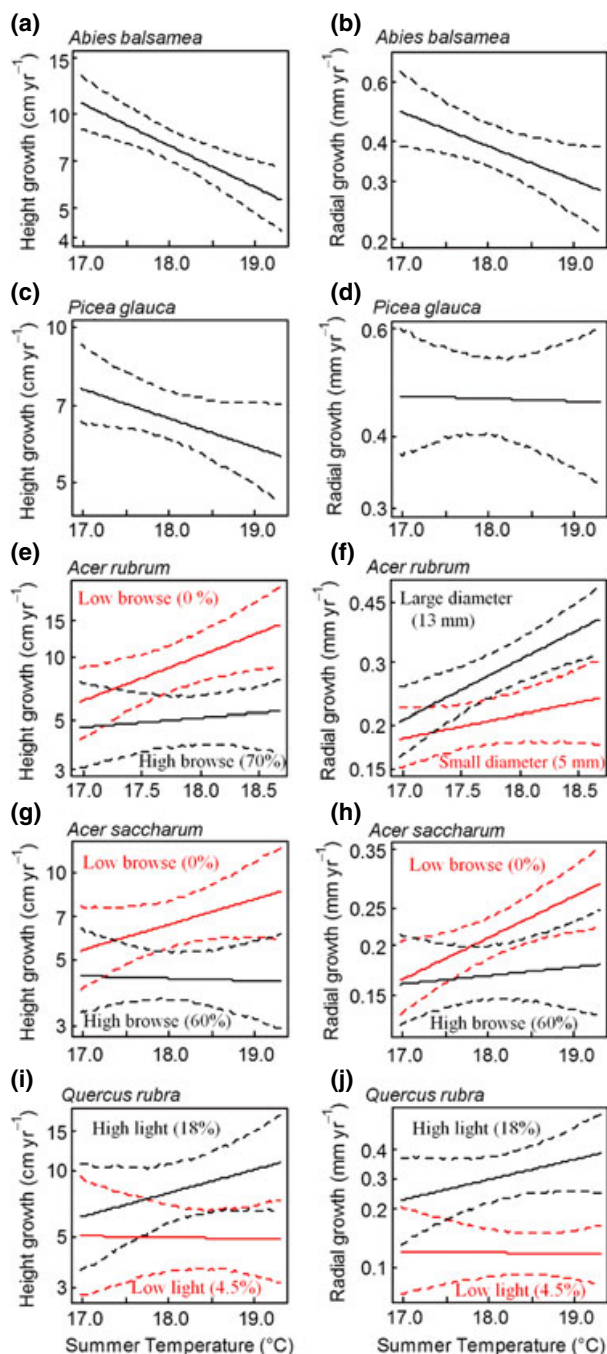 (a) Abies balsamea
Height growth (cm yr⁻¹)
15
10
7
5
4
17.0 18.0 19.0
(b) Abies balsamea
Radial growth (mm yr⁻¹)
0.6
0.4
0.3
0.2
17.0 18.0 19.0
(c) Picea glauca
Height growth (cm yr⁻¹)
10
7
5
17.0 18.0 19.0
(d) Picea glauca
Radial growth (mm yr⁻¹)
0.6
0.4
0.3
17.0 18.0 19.0
(e) Acer rubrum
Height growth (cm yr⁻¹)
15
10
5
3
Low browse (0 %)
High browse (70%)
17.0 18.0 19.0
(f) Acer rubrum
Radial growth (mm yr⁻¹)
0.45
0.3
0.2
0.15
Large diameter
(13 mm)
Small diameter (5 mm)
17.0 17.5 18.0 18.5
(g) Acer saccharum
Height growth (cm yr⁻¹)
10
7
5
3
Low browse (0%)
High browse (60%)
17.0 18.0 19.0
(h) Acer saccharum
Radial growth (mm yr⁻¹)
0.35
0.25
0.2
0.15
Low browse (0%)
High browse (60%)
17.0 18.0 19.0
(i) Quercus rubra
Height growth (cm yr⁻¹)
15
10
5
3
High light (18%)
Low light (4.5%)
17.0 18.0 19.0
Summer Temperature (°C)
(j) Quercus rubra
Radial growth (mm yr⁻¹)
0.4
0.3
0.2
0.1
High light (18%)
Low light (4.5%)
17.0 18.0 19.0
Summer Temperature (°C)